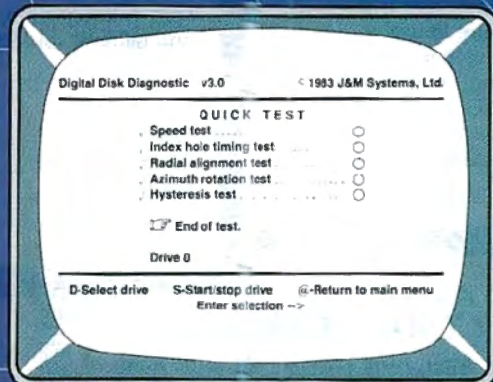 Digital Disk Diagnostic v3.0 © 1983 J&M Systems, Ltd.
QUICK TEST
Speed test ..... ○
Index hole timing test ..... ○
Radial alignment test ..... ○
Azimuth rotation test ..... ○
Hysteresis test ..... ○
☞ End of test.
Drive 0
D-Select drive S-Start/stop drive @-Return to main menu
Enter selection -->